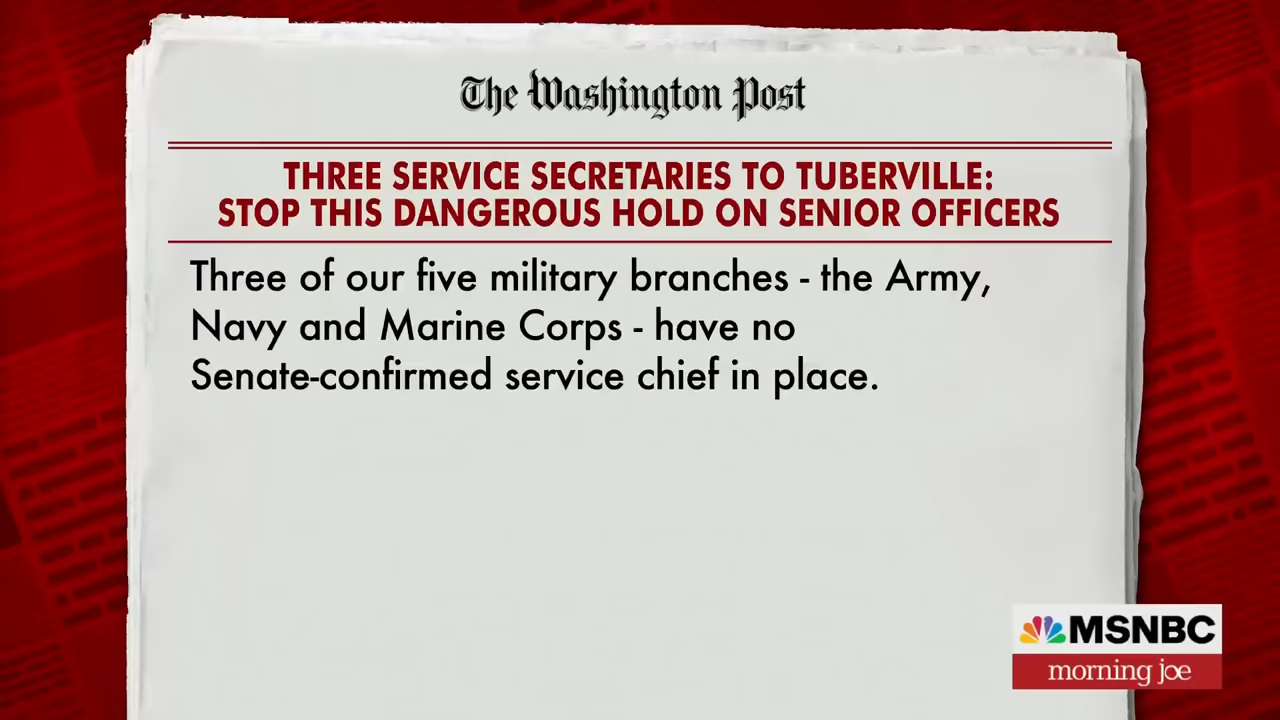 The Washington Post
THREE SERVICE SECRETARIES TO TUBERVILLE:
STOP THIS DANGEROUS HOLD ON SENIOR OFFICERS
Three of our five military branches - the Army,
Navy and Marine Corps - have no
Senate-confirmed service chief in place.
MSNBC
morning joe